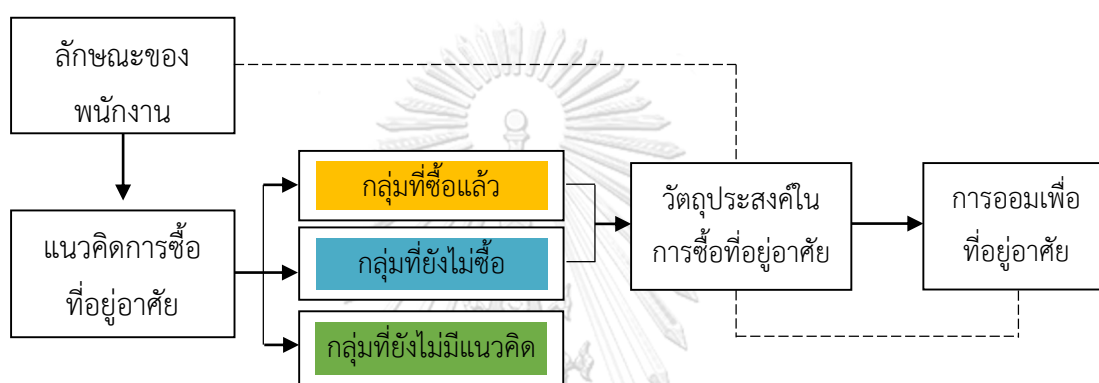 ลักษณะของ
พนักงาน
แนวคิดการซื้อ
ที่อยู่อาศัย
กลุ่มที่ซื้อแล้ว
กลุ่มที่ยังไม่ซื้อ
กลุ่มที่ยังไม่มีแนวคิด
วัตถุประสงค์ใน
การซื้อที่อยู่อาศัย
การออมเพื่อ
ที่อยู่อาศัย